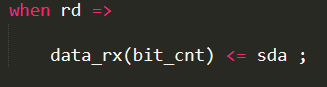 when rd =>
data_rx(bit_cnt) <= sda ;